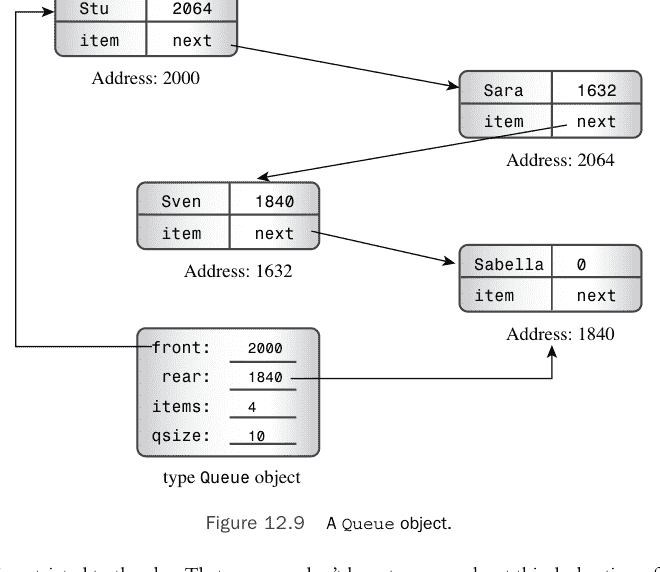 Stu 2064
item next
Address: 2000
Sara 1632
item next
Address: 2064
Sven 1840
item next
Address: 1632
Sabella 0
item next
Address: 1840
front: 2000
rear: 1840
items: 4
qsize: 10
type Queue object
Figure 12.9 A Queue object.